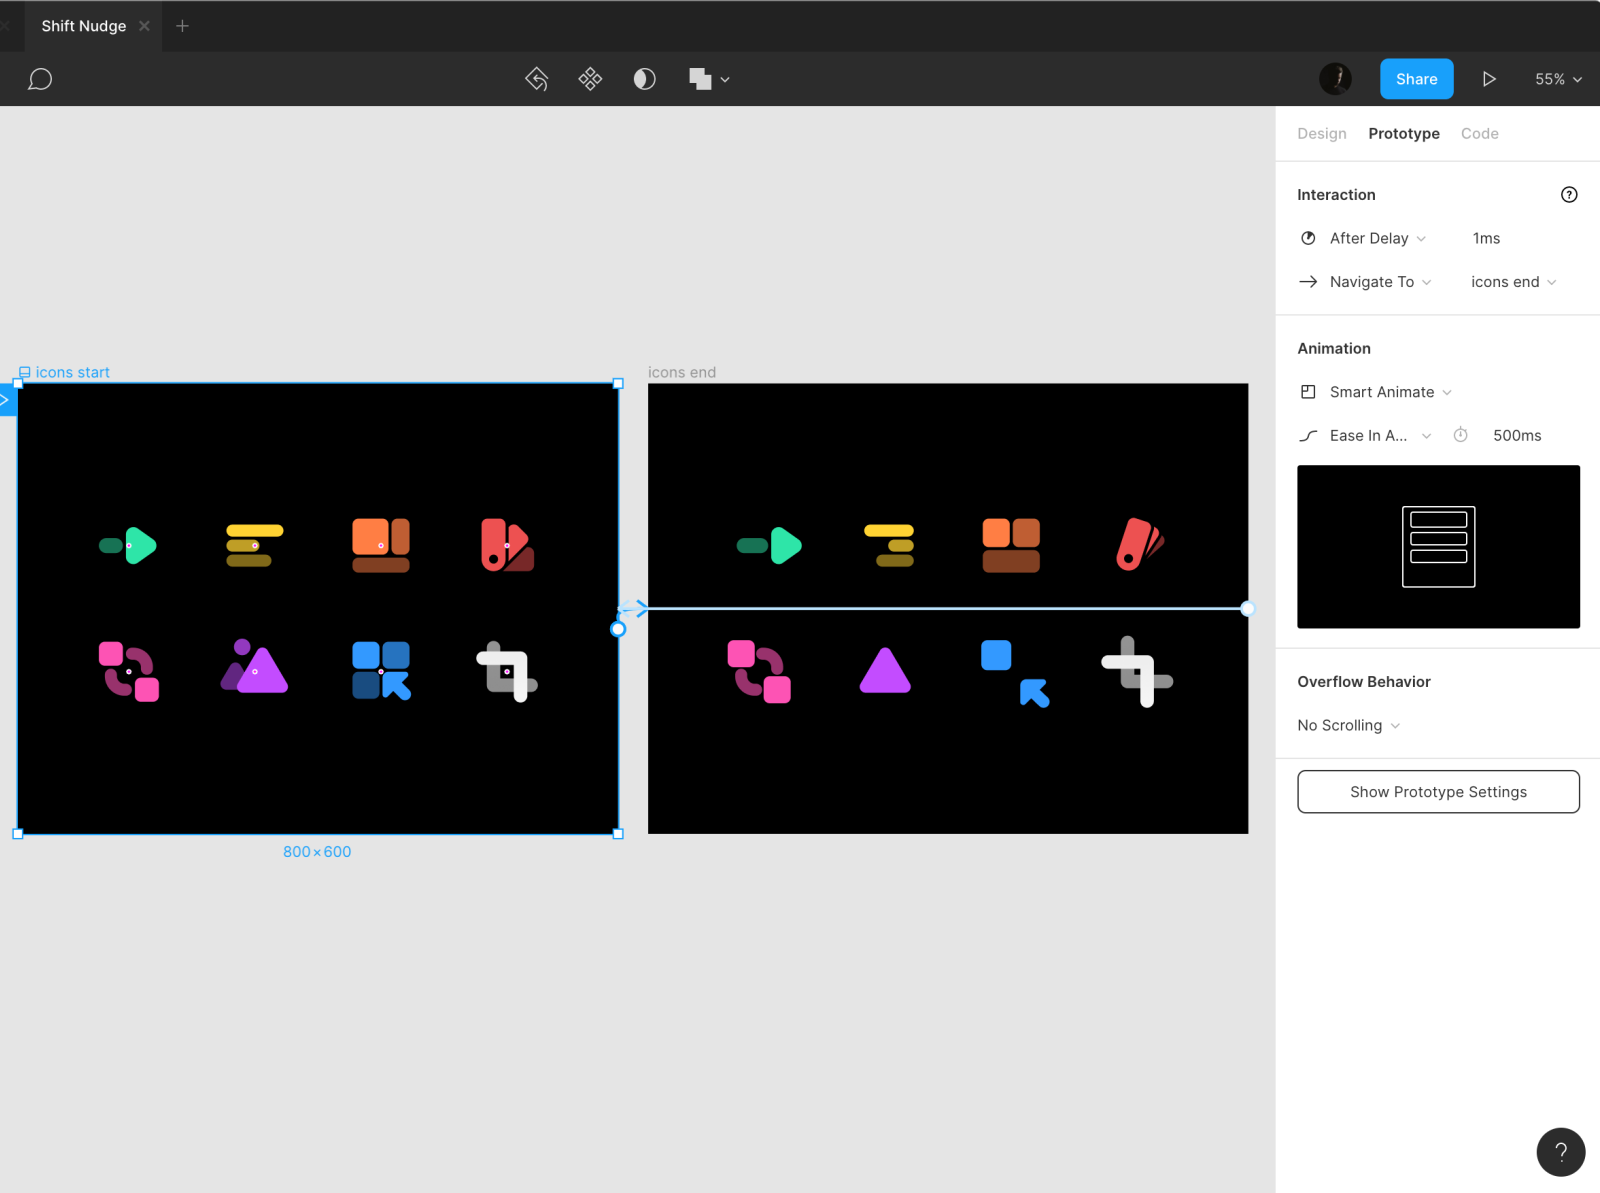 Shift Nudge
Share
55%
Design Prototype Code
Interaction
After Delay 1ms
Navigate To icons end
Animation
Smart Animate
Ease In A... 500ms
Overflow Behavior
No Scrolling
Show Prototype Settings
icons start
icons end
800×600
?